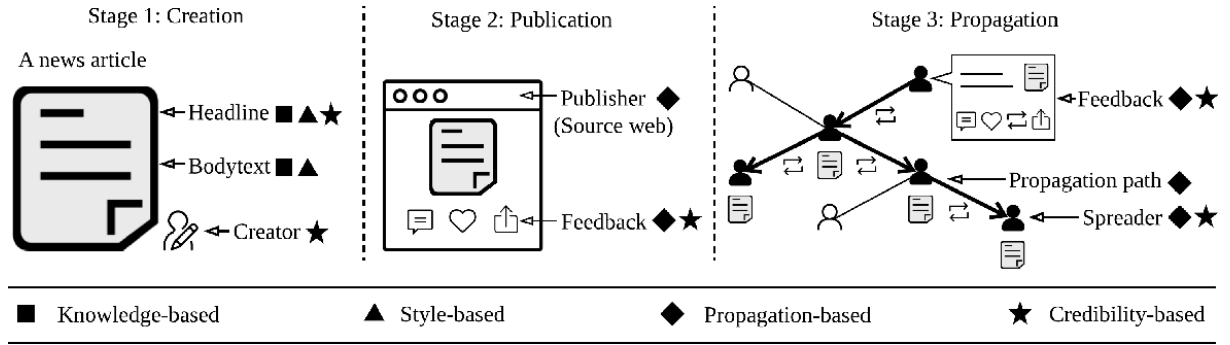 Stage 1: Creation
A news article
Headline
Bodytext
Creator
Stage 2: Publication
Publisher
(Source web)
Feedback
Stage 3: Propagation
Feedback
Propagation path
Spreader
Knowledge-based
Style-based
Propagation-based
Credibility-based